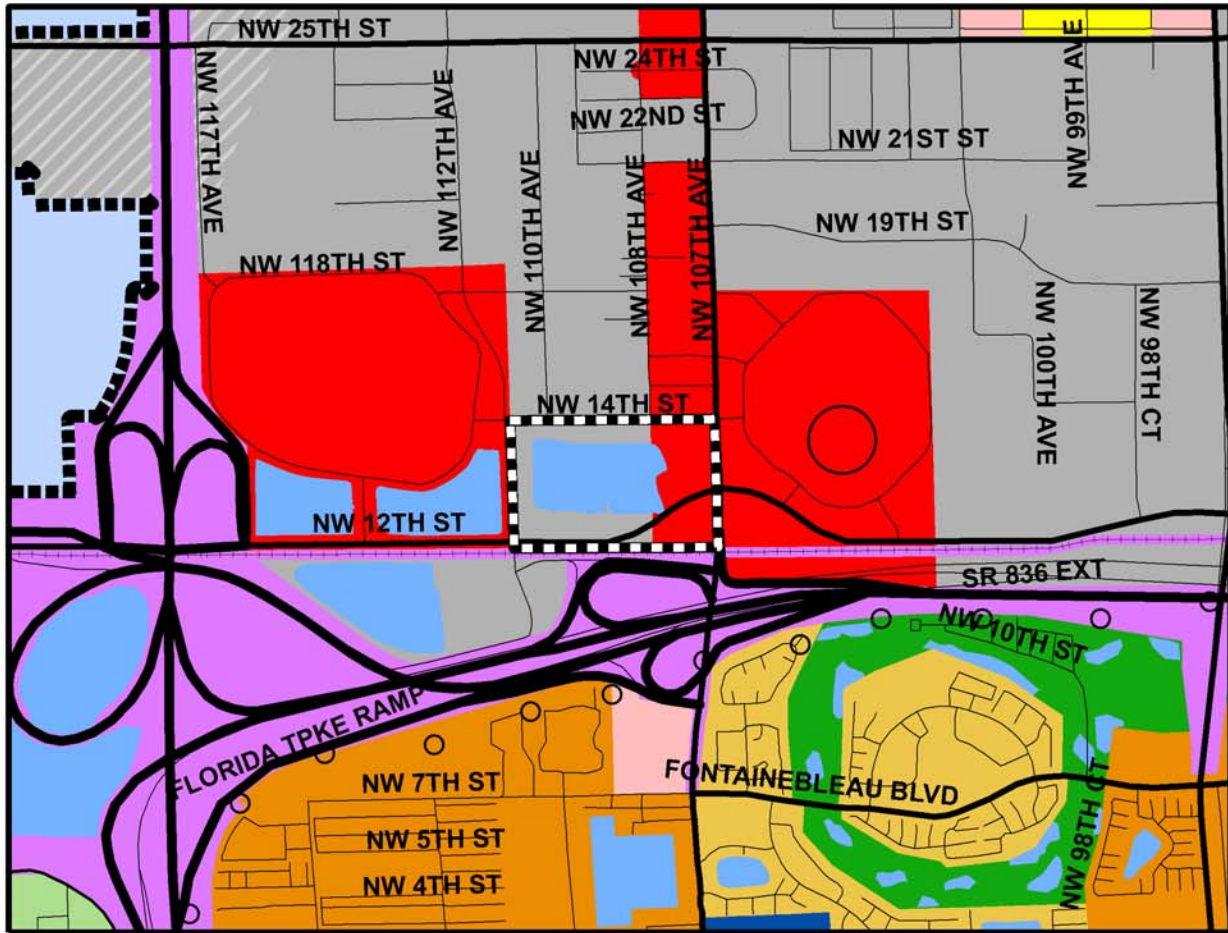 NW 25TH ST
NW 24TH ST
NW 99TH AVE
NW 117TH AVE
NW 112TH AVE
NW 22ND ST
NW 21ST ST
NW 110TH AVE
NW 108TH AVE
NW 107TH AVE
NW 19TH ST
NW 118TH ST
NW 100TH AVE
NW 98TH CT
NW 14TH ST
NW 12TH ST
SR 836 EXT
NW 10TH ST
FLORIDA TPKE RAMP
NW 7TH ST
FONTAINEBLEAU BLVD
NW 98TH CT
NW 5TH ST
NW 4TH ST